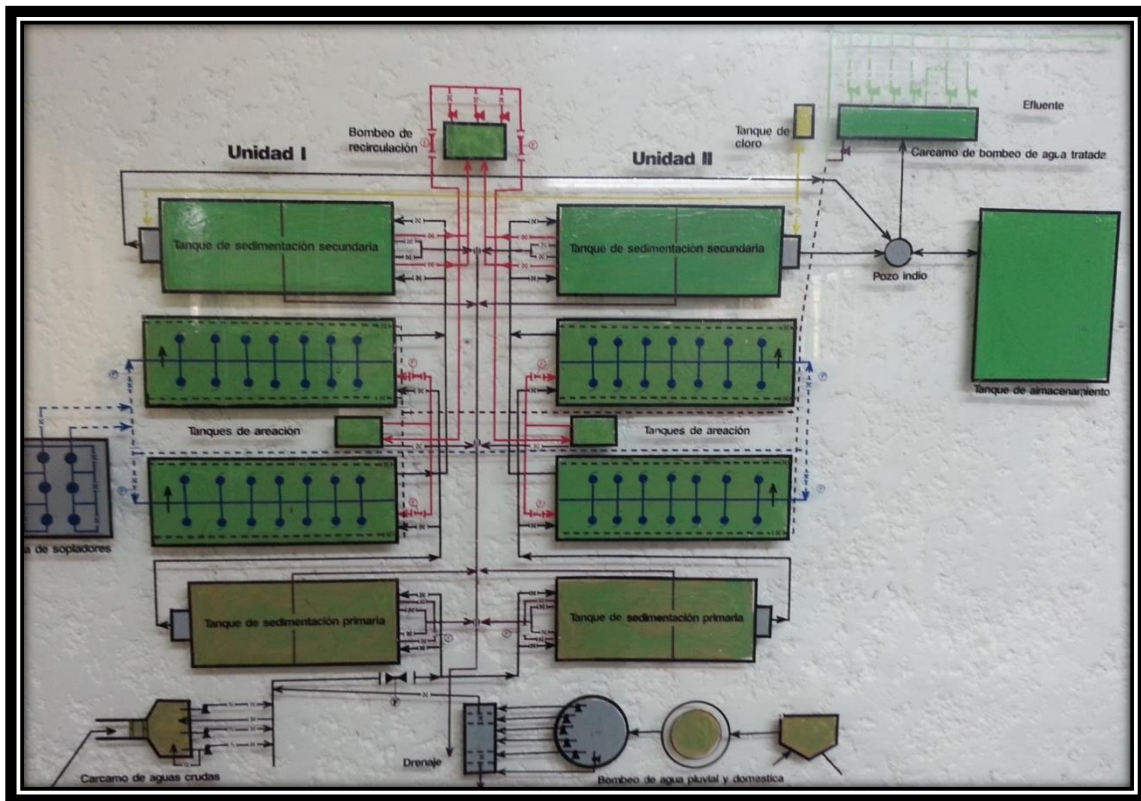 Efluente
Bombeo de
recirculación
Tanque de
cloro
Unidad I
Unidad II
Carcamo de bombeo de agua tratada
Tanque de sedimentación secundaria
Tanque de sedimentación secundaria
Pozo indio
Tanque de almacenamiento
Tanques de areación
Tanques de areación
a de sopladores
Tanque de sedimentación primaria
Tanque de sedimentación primaria
Drenaje
Carcamo de aguas crudas
Bombeo de agua pluvial y domestica